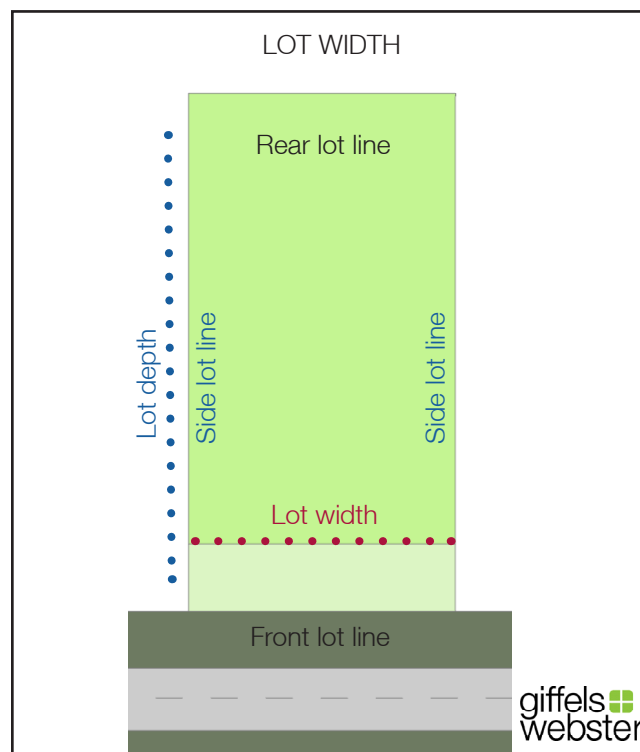 LOT WIDTH
Rear lot line
Lot depth
Side lot line
Side lot line
Lot width
Front lot line
giffels
webster